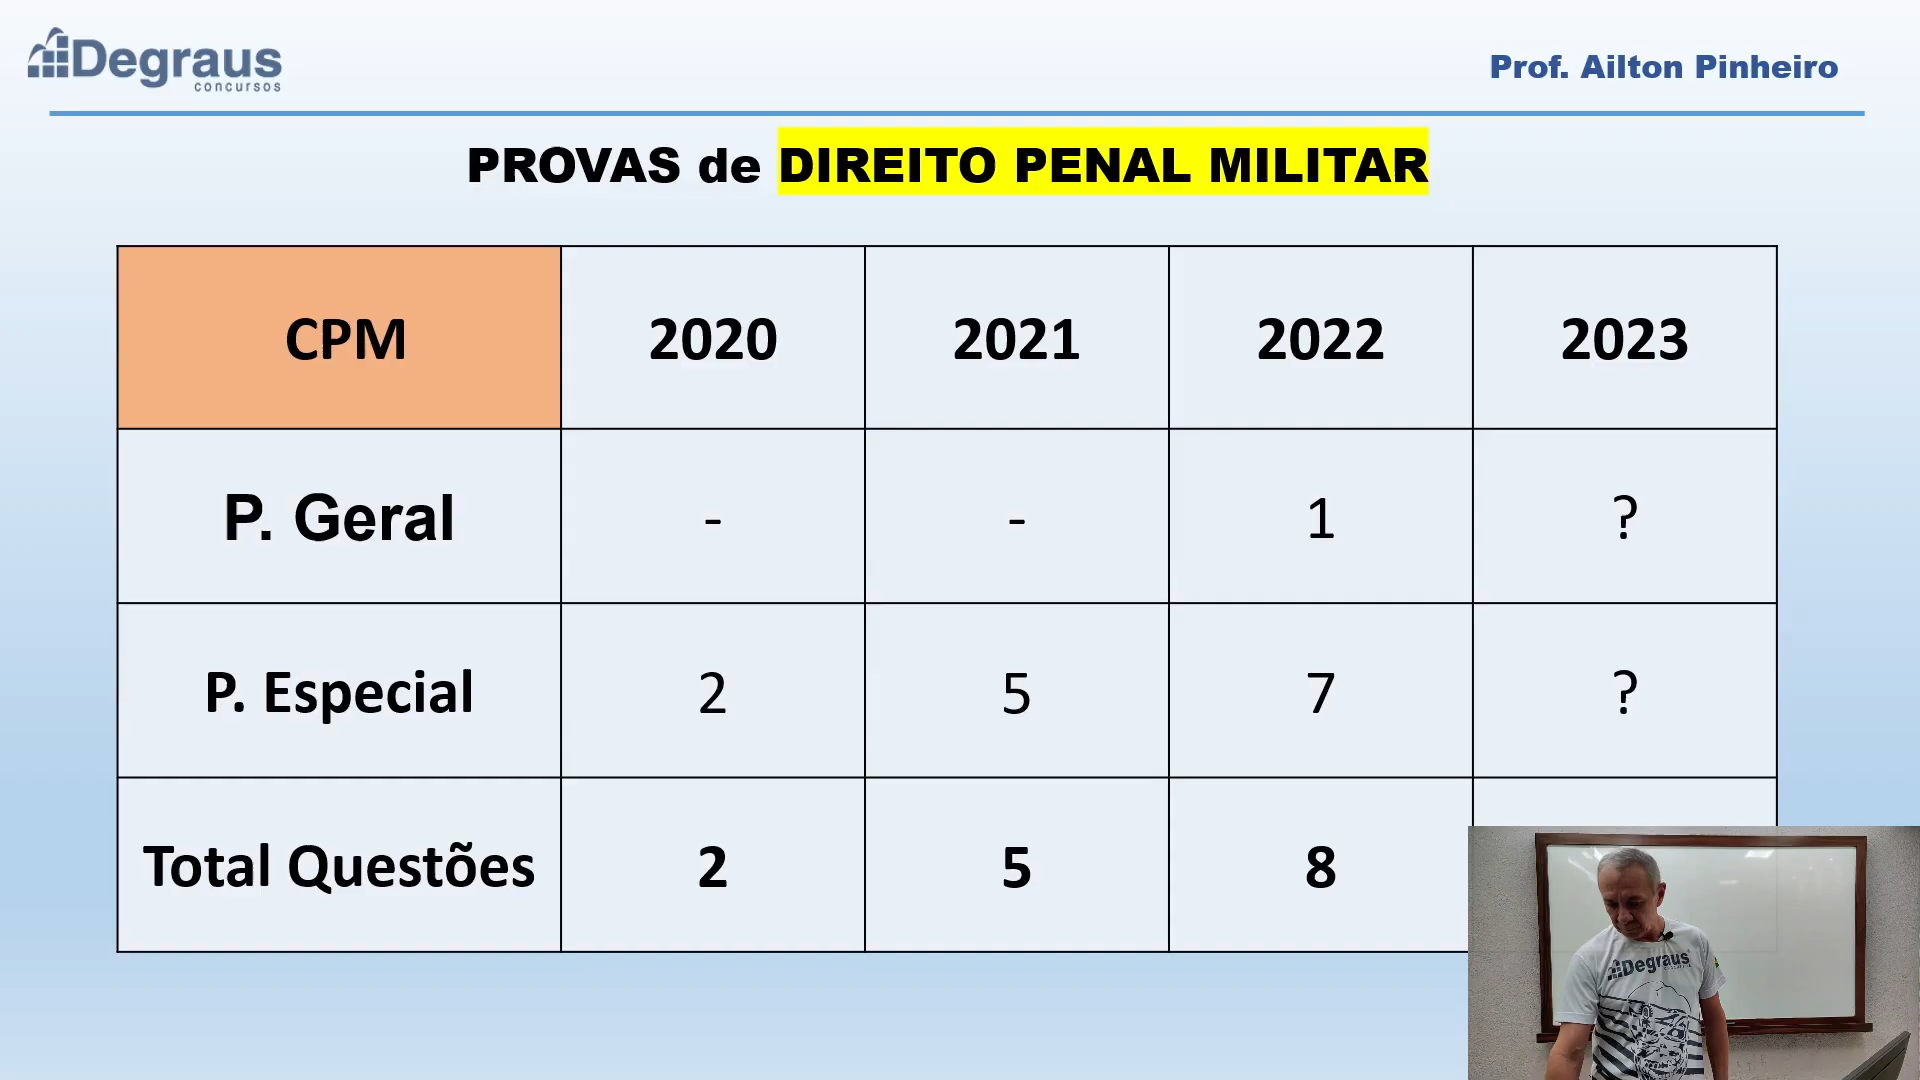 Degraus
concursos
Prof. Ailton Pinheiro
PROVAS de DIREITO PENAL MILITAR
CPM 2020 2021 2022 2023
P. Geral - - 1 ?
P. Especial 2 5 7 ?
Total Questões 2 5 8
Degraus